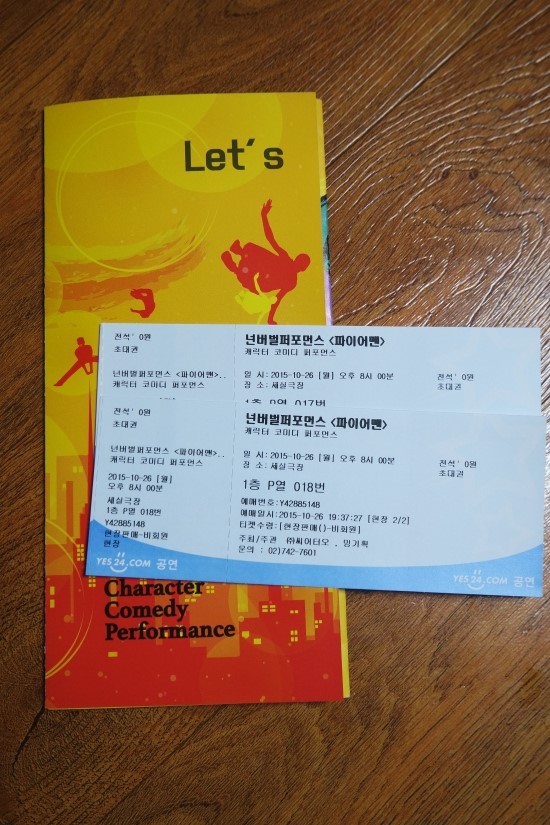 Let's
전석' 0원
초대권
넌버벌퍼포먼스 <파이어맨>..
캐릭터 코미디 퍼포먼스
넌버벌퍼포먼스 <파이어맨>
캐릭터 코미디 퍼포먼스
일 시 : 2015-10-26 [월] 오후 8시 00분
장 소 : 세실극장
1층 P열 017번
전석' 0원
초대권
전석' 0원
초대권
넌버벌퍼포먼스 <파이어맨>..
캐릭터 코미디 퍼포먼스
2015-10-26 [월]
오후 8시 00분
세실극장
1층 P열 018번
Y42885148
현장판매-비회원
현장
넌버벌퍼포먼스 <파이어맨>
캐릭터 코미디 퍼포먼스
일 시 : 2015-10-26 [월] 오후 8시 00분
장 소 : 세실극장
전석' 0원
초대권
1층 P열 018번
예매번호:Y42885148
예매일시:2015-10-26 19:37:27 [현장 2/2]
티켓수령:[현장판매()-비회원]
주최/주관 : ㈜씨어터오 , 밍기획
문의 : 02)742-7601
YES24.COM 공연
YES24.COM 공연
Character
Comedy
Performance